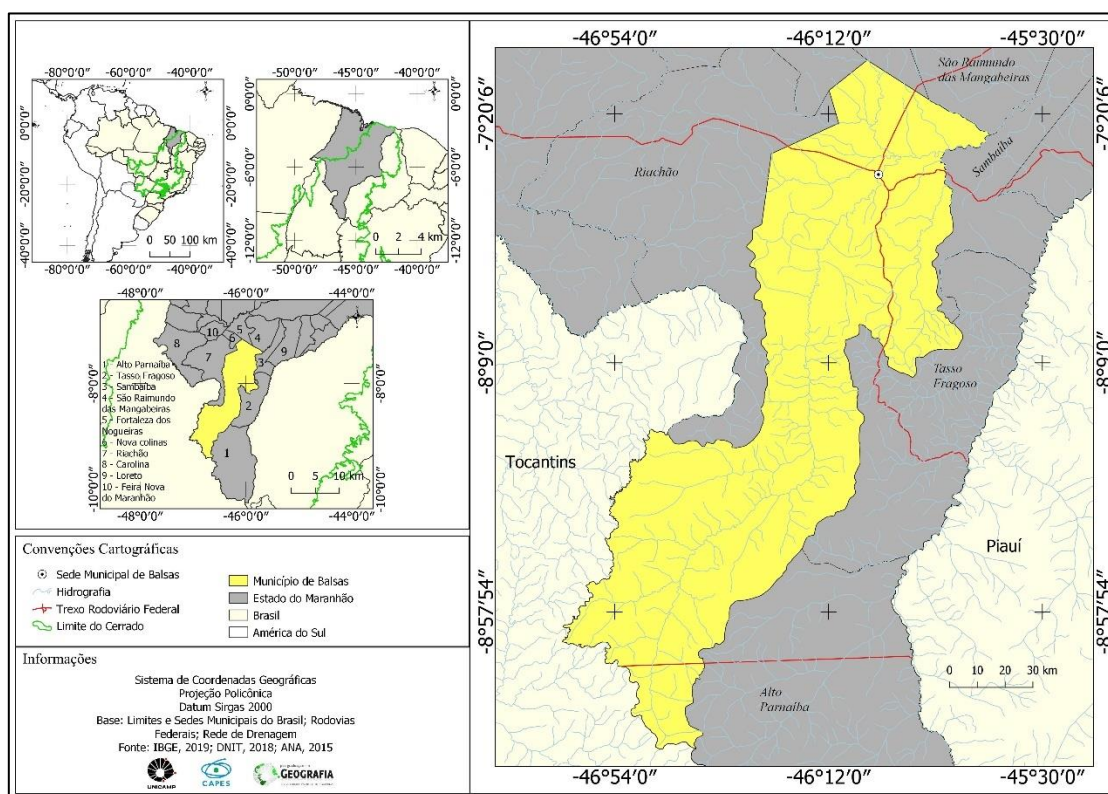 -80°0'0" -60°0'0" -40°0'0"
0°0'0"
-20°0'0"
-40°0'0"
0 50 100 km
-80°0'0" -60°0'0" -40°0'0"
-50°0'0" -45°0'0" -40°0'0"
0°0'0"
-6°0'0"
-12°0'0"
0 2 4 km
-50°0'0" -45°0'0" -40°0'0"
-48°0'0" -46°0'0" -44°0'0"
-8°0'0"
-10°0'0"
8
10
5
6
4
7
9
3
2
1
1 - Alto Parnaíba
2 - Tasso Fragoso
3 - Sambaíba
4 - São Raimundo
das Mangabeiras
5 - Fortaleza dos
Nogueiras
6 - Nova colinas
7 - Riachão
8 - Carolina
9 - Loreto
10 - Feira Nova
do Maranhão
0 5 10 km
-48°0'0" -46°0'0" -44°0'0"
Convenções Cartográficas
Sede Municipal de Balsas
Hidrografia
Trexo Rodoviário Federal
Limite do Cerrado
Município de Balsas
Estado do Maranhão
Brasil
América do Sul
Informações
Sistema de Coordenadas Geográficas
Projeção Policônica
Datum Sirgas 2000
Base: Limites e Sedes Municipais do Brasil; Rodovias
Federais; Rede de Drenagem
Fonte: IBGE, 2019; DNIT, 2018; ANA, 2015
UNICAMP
CAPES
GEOGRAFIA
-46°54'0" -46°12'0" -45°30'0"
-7°20'6"
-8°9'0"
-8°57'54"
São Raimundo
das Mangabeiras
Sambaíba
Riachão
Tasso
Fragoso
Tocantins
Piauí
Alto
Parnaíba
0 10 20 30 km
-46°54'0" -46°12'0" -45°30'0"